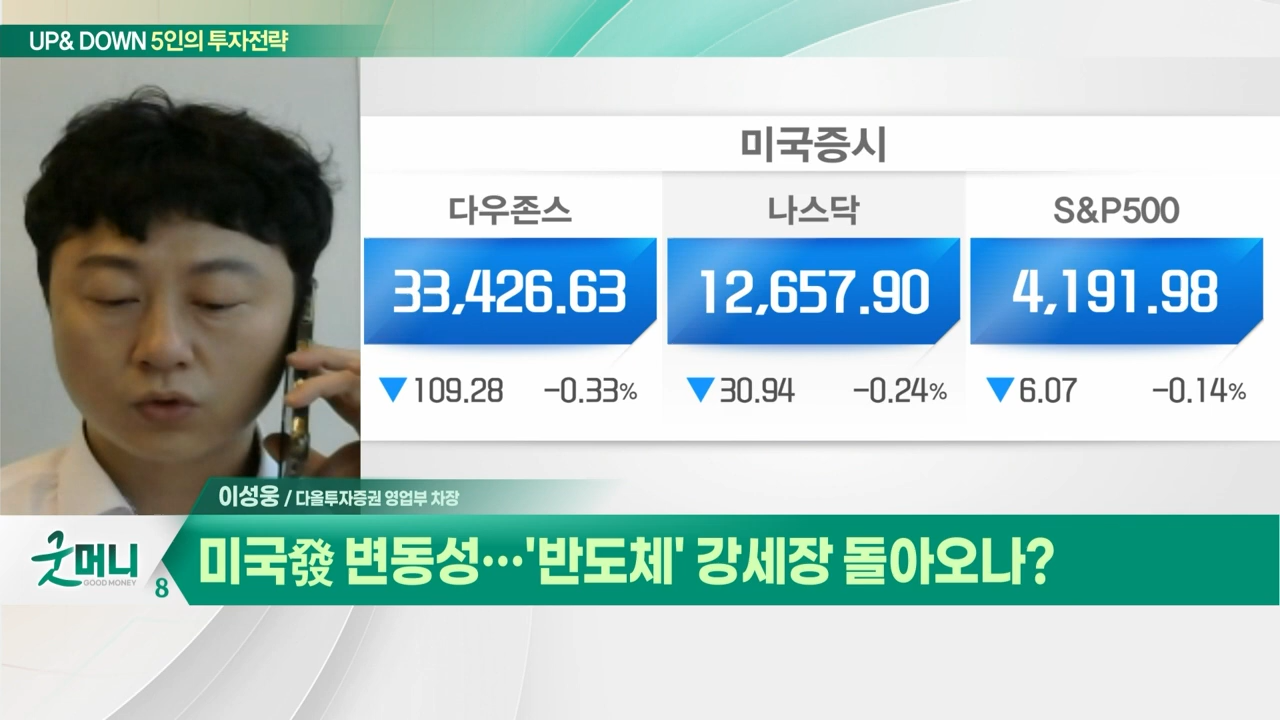 UP& DOWN 5인의 투자전략
미국증시
다우존스 나스닥 S&P500
33,426.63 12,657.90 4,191.98
▼109.28 -0.33% ▼30.94 -0.24% ▼6.07 -0.14%
이성웅 / 다올투자증권 영업부 차장
굿머니
GOOD MONEY
8
미국發 변동성…'반도체' 강세장 돌아오나?